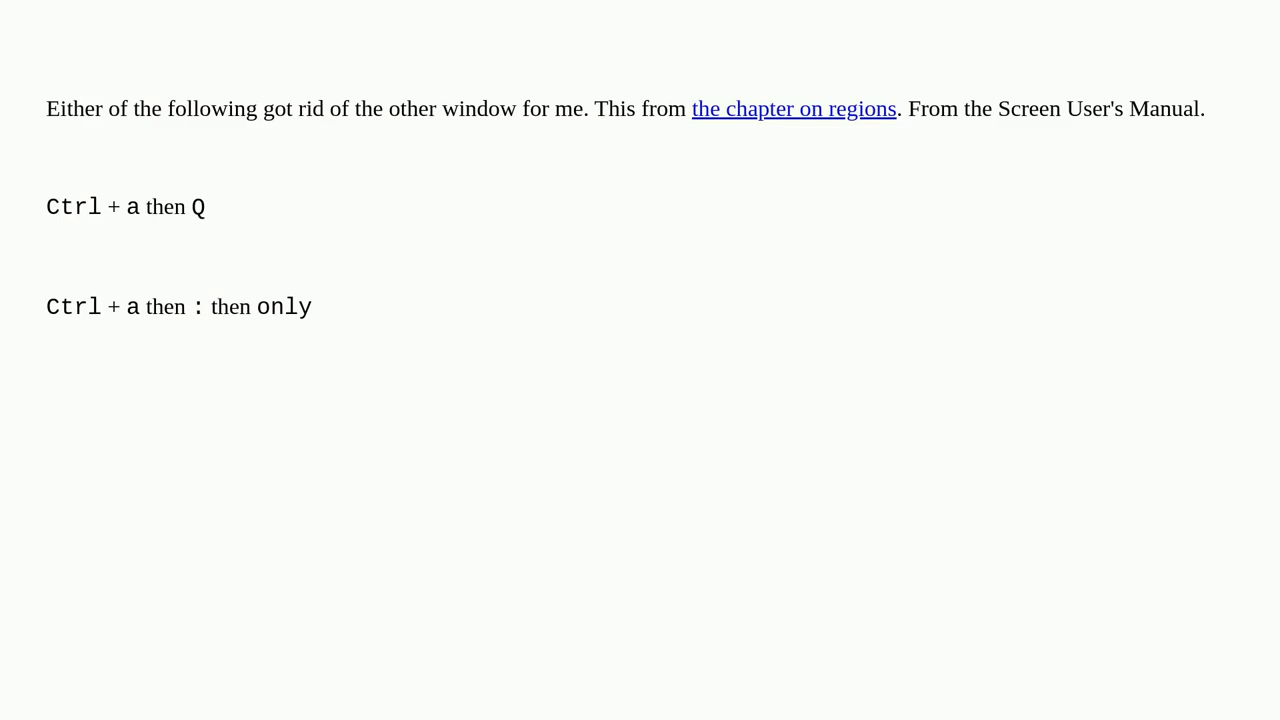 Either of the following got rid of the other window for me. This from the chapter on regions. From the Screen User's Manual.
Ctrl + a then Q
Ctrl + a then : then only